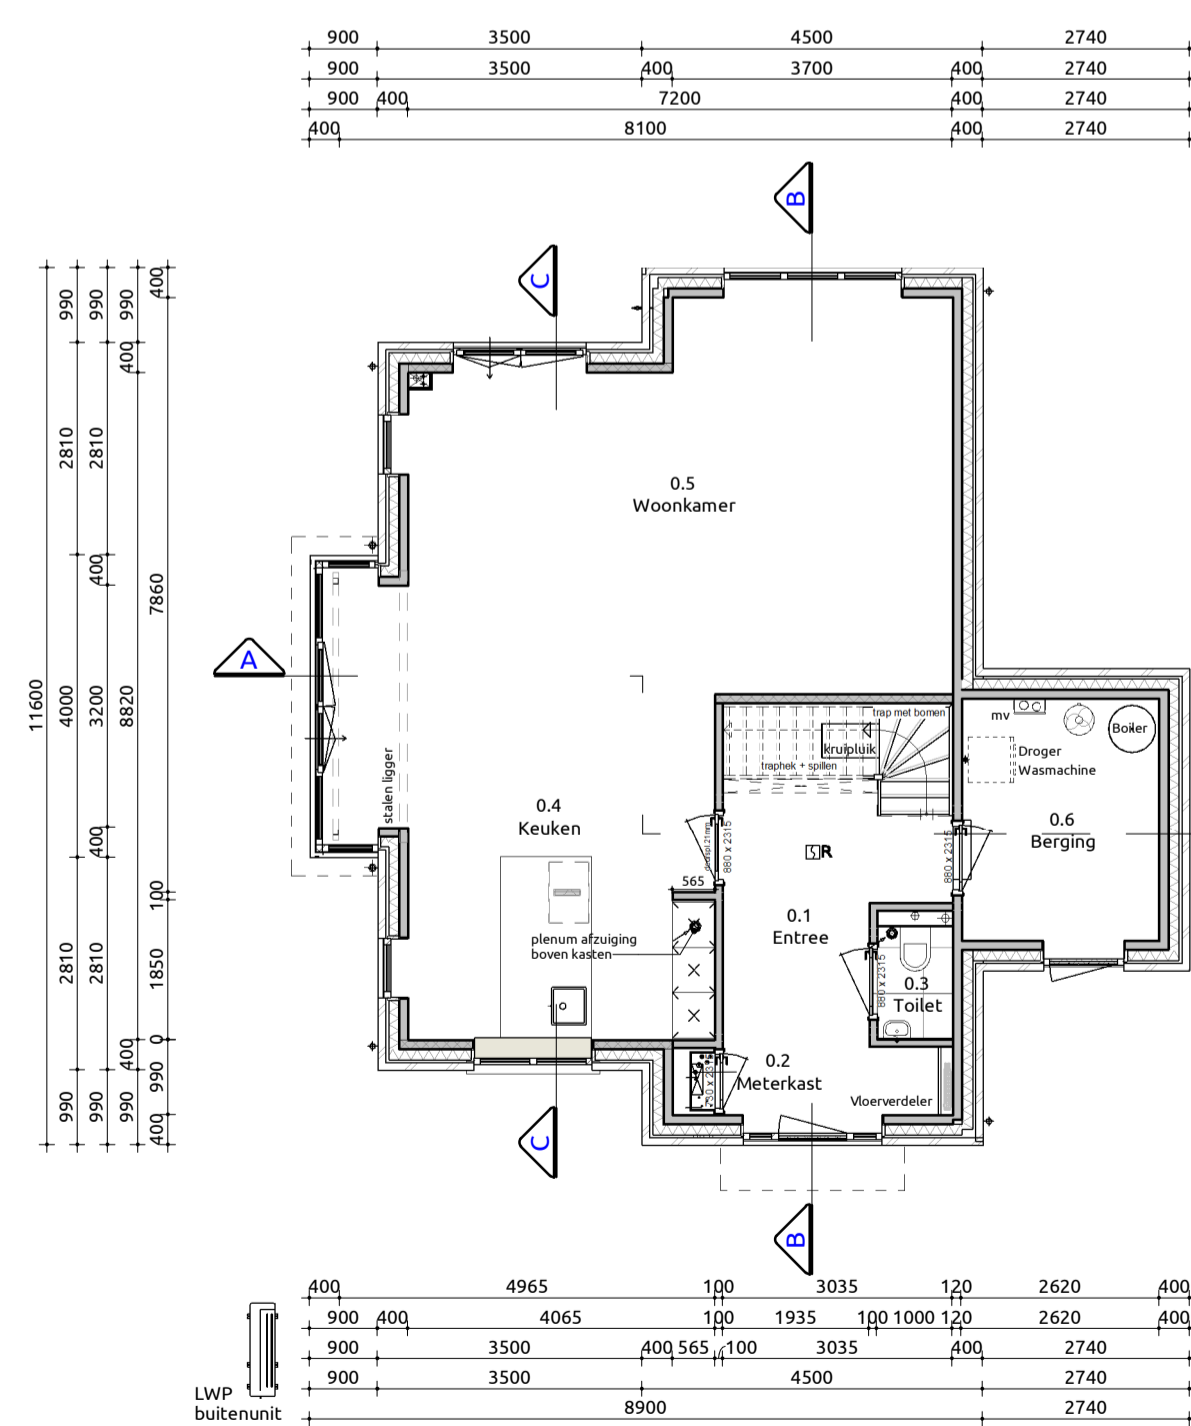 900 3500 4500 2740
900 3500 400 3700 400 2740
900 400 7200 400 2740
400 8100 400 2740
B
C
11600
990 2810 4000 2810 990
990 2810 400 3200 400 2810 990
990 400 8820 400 990
400 7860 100 1850 0 990 400
0.5
Woonkamer
A
stalen ligger
trap met bomen
kruipluik
traphek + spillen
mv
Boiler
Droger
Wasmachine
0.4
Keuken
0.6
Berging
880 x 2315
880 x 2315
R
565
0.1
Entree
plenum afzuiging
boven kasten
880 x 2315
0.3
Toilet
0.2
Meterkast
Vloerverdeler
C
B
400 4965 100 3035 120 2620 400
900 400 4065 100 1935 100 1000 120 2620 400
900 3500 400 565 100 3035 400 2740
900 3500 4500 2740
8900 2740
LWP
buitenunit